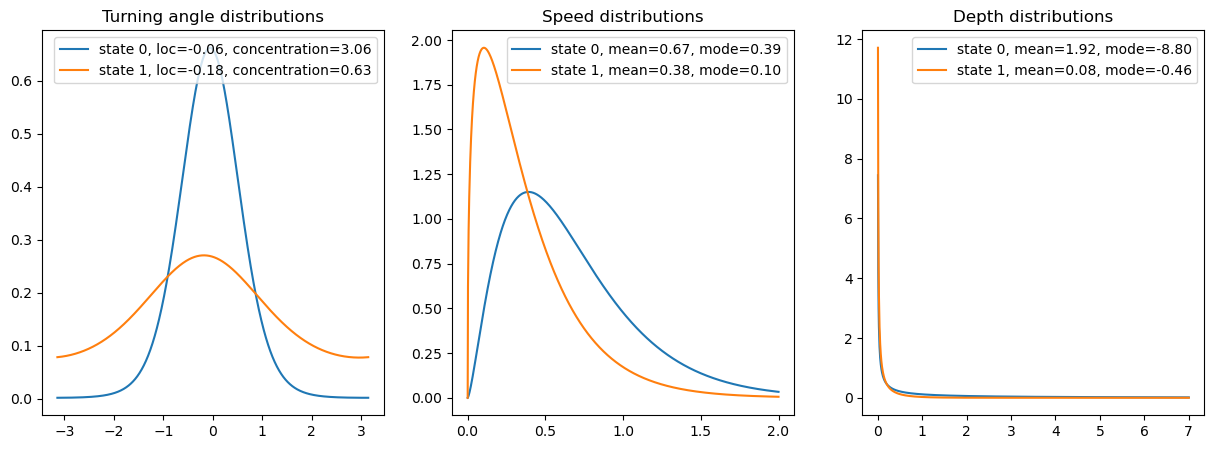 Turning angle distributions
state 0, loc=-0.06, concentration=3.06
state 1, loc=-0.18, concentration=0.63
0.6
0.5
0.4
0.3
0.2
0.1
0.0
−3 −2 −1 0 1 2 3
Speed distributions
state 0, mean=0.67, mode=0.39
state 1, mean=0.38, mode=0.10
2.00
1.75
1.50
1.25
1.00
0.75
0.50
0.25
0.00
0.0 0.5 1.0 1.5 2.0
Depth distributions
state 0, mean=1.92, mode=-8.80
state 1, mean=0.08, mode=-0.46
12
10
8
6
4
2
0
0 1 2 3 4 5 6 7